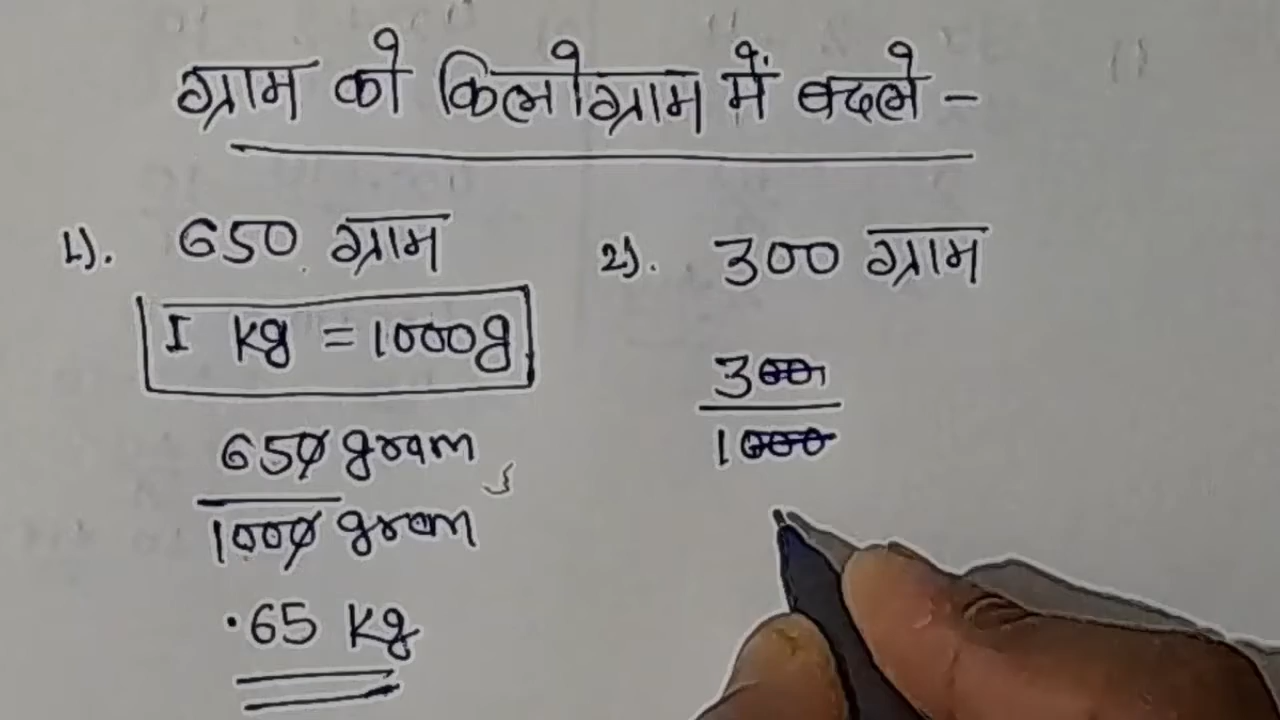 ग्राम को किलोग्राम में बदले -
1). 650 ग्राम
1 kg = 1000g
650 gram
1000 gram
.65 kg
2). 300 ग्राम
300
1000